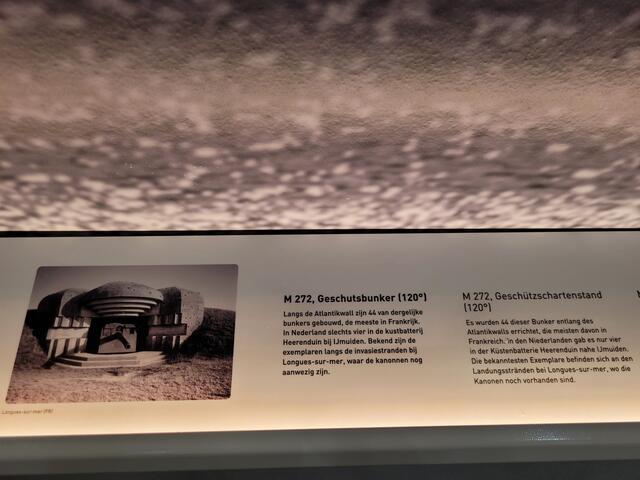 M 272, Geschutsbunker (120°)
Langs de Atlantikwall zijn 44 van dergelijke
bunkers gebouwd, de meeste in Frankrijk.
In Nederland slechts vier in de kustbatterij
Heerenduin bij IJmuiden. Bekend zijn de
exemplaren langs de invasiestranden bij
Longues-sur-mer, waar de kanonnen nog
aanwezig zijn.
M 272, Geschützschartenstand
(120°)
Es wurden 44 dieser Bunker entlang des
Atlantikwalls errichtet, die meisten davon in
Frankreich. In den Niederlanden gab es nur vier
in der Küstenbatterie Heerenduin nahe IJmuiden.
Die bekanntesten Exemplare befinden sich an den
Landungsstränden bei Longues-sur-mer, wo die
Kanonen noch vorhanden sind.
Longues-sur-mer (FR)